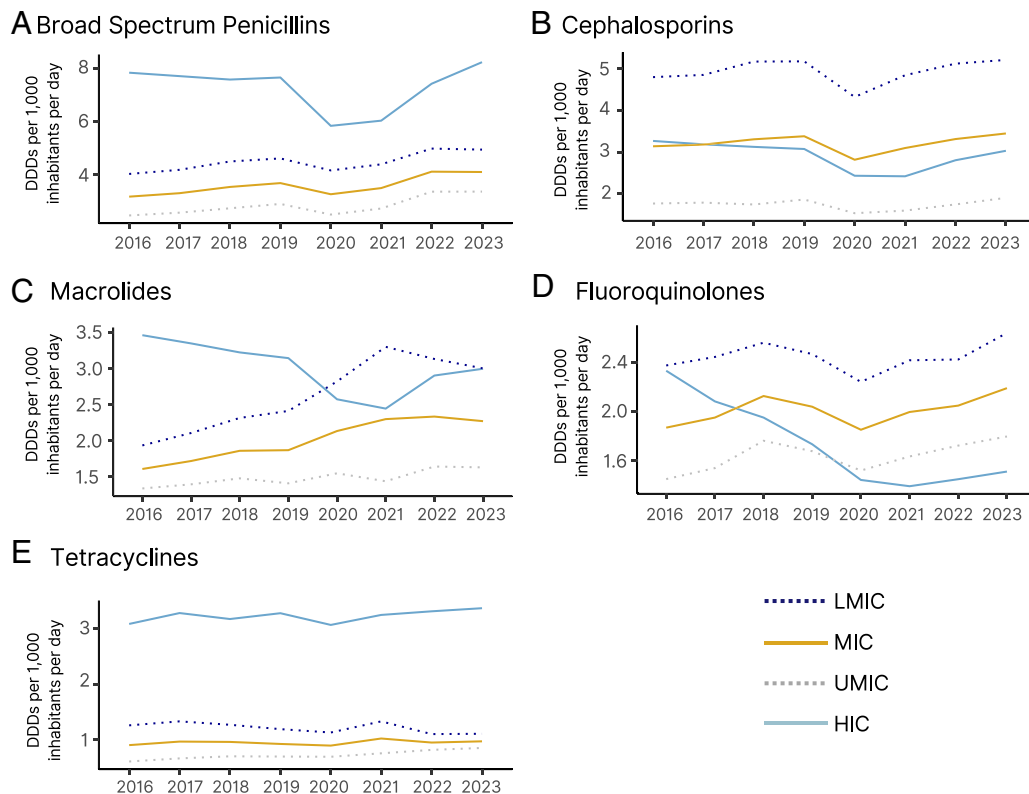 A Broad Spectrum Penicillins
DDDs per 1,000
inhabitants per day
8
6
4
2016 2017 2018 2019 2020 2021 2022 2023
B Cephalosporins
DDDs per 1,000
inhabitants per day
5
4
3
2
2016 2017 2018 2019 2020 2021 2022 2023
C Macrolides
DDDs per 1,000
inhabitants per day
3.5
3.0
2.5
2.0
1.5
2016 2017 2018 2019 2020 2021 2022 2023
D Fluoroquinolones
DDDs per 1,000
inhabitants per day
2.4
2.0
1.6
2016 2017 2018 2019 2020 2021 2022 2023
E Tetracyclines
DDDs per 1,000
inhabitants per day
3
2
1
2016 2017 2018 2019 2020 2021 2022 2023
LMIC
MIC
UMIC
HIC